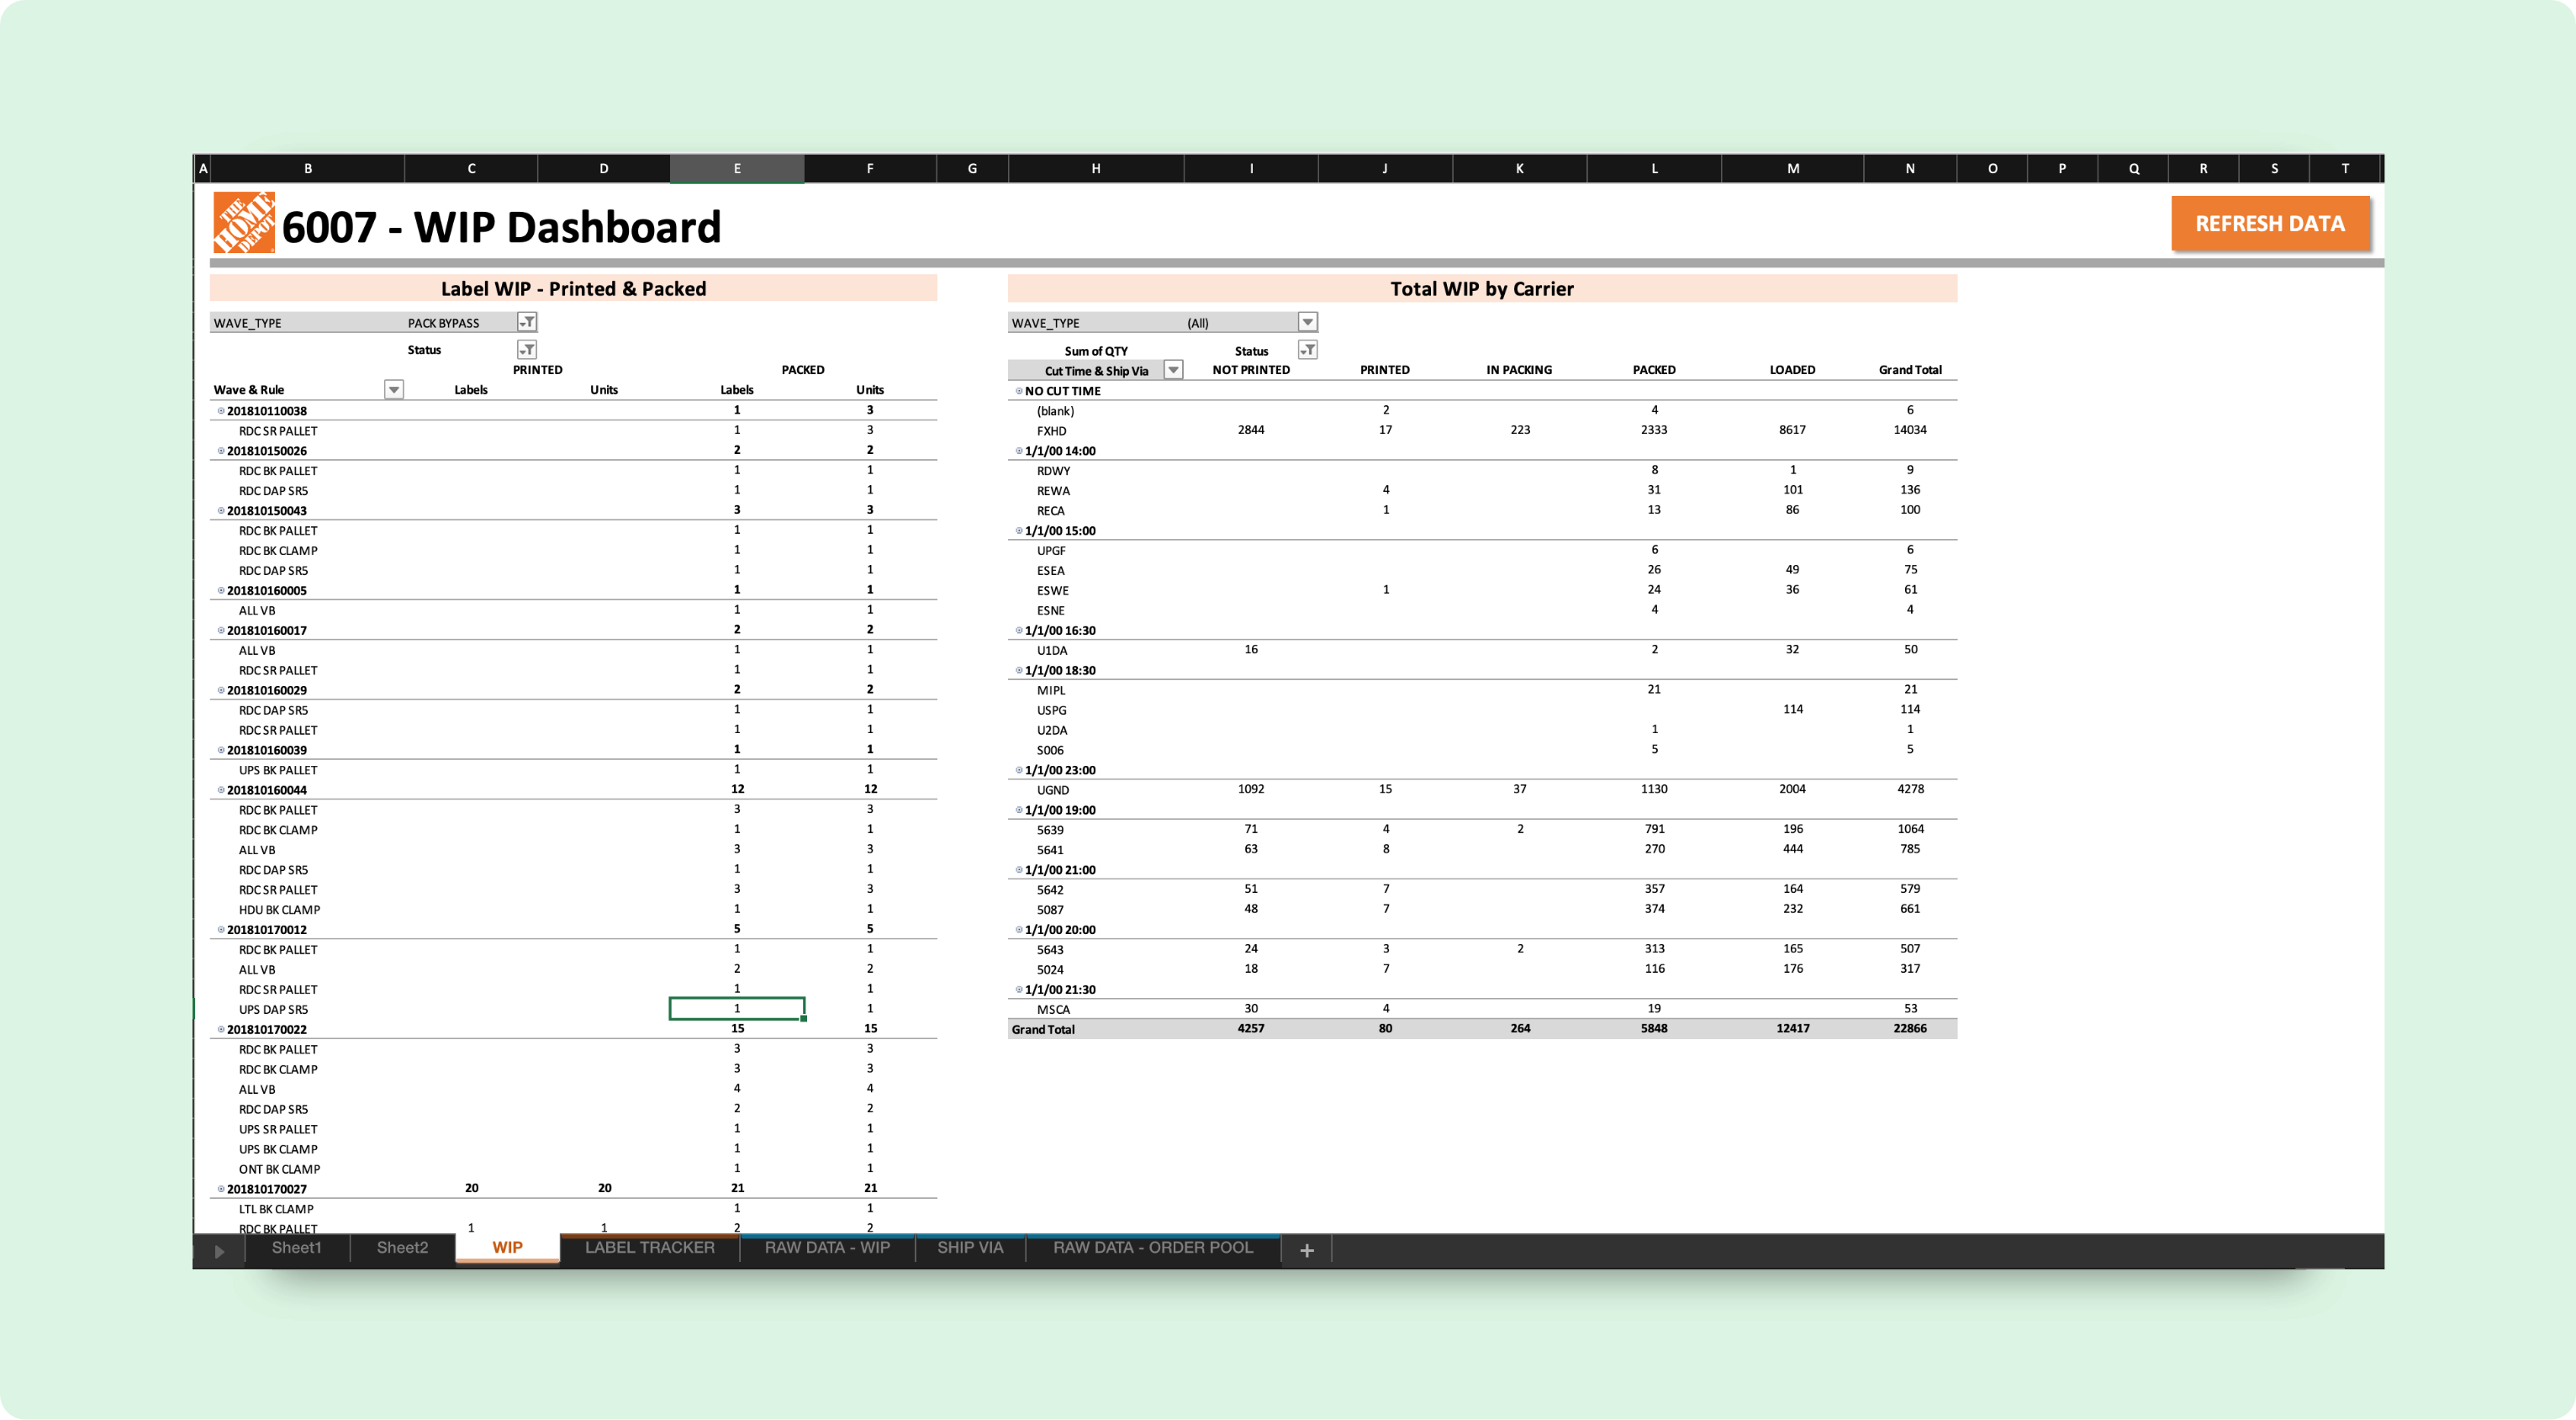 A B C D E F G H I J K L M N O P Q R S T
THE HOME DEPOT
6007 - WIP Dashboard
REFRESH DATA
Label WIP - Printed & Packed
WAVE_TYPE PACK BYPASS
Status
PRINTED PACKED
Wave & Rule Labels Units Labels Units
201810110038 1 3
RDC SR PALLET 1 3
201810150026 2 2
RDC BK PALLET 1 1
RDC DAP SR5 1 1
201810150043 3 3
RDC BK PALLET 1 1
RDC BK CLAMP 1 1
RDC DAP SR5 1 1
201810160005 1 1
ALL VB 1 1
201810160017 2 2
ALL VB 1 1
RDC SR PALLET 1 1
201810160029 2 2
RDC DAP SR5 1 1
RDC SR PALLET 1 1
201810160039 1 1
UPS BK PALLET 1 1
201810160044 12 12
RDC BK PALLET 3 3
RDC BK CLAMP 1 1
ALL VB 3 3
RDC DAP SR5 1 1
RDC SR PALLET 3 3
HDU BK CLAMP 1 1
201810170012 5 5
RDC BK PALLET 1 1
ALL VB 2 2
RDC SR PALLET 1 1
UPS DAP SR5 1 1
201810170022 15 15
RDC BK PALLET 3 3
RDC BK CLAMP 3 3
ALL VB 4 4
RDC DAP SR5 2 2
UPS SR PALLET 1 1
UPS BK CLAMP 1 1
ONT BK CLAMP 1 1
201810170027 20 20 21 21
LTL BK CLAMP 1 1
RDC BK PALLET 1 1 2 2
Total WIP by Carrier
WAVE_TYPE (All)
Sum of QTY Status
Cut Time & Ship Via NOT PRINTED PRINTED IN PACKING PACKED LOADED Grand Total
NO CUT TIME
(blank) 2 4 6
FXHD 2844 17 223 2333 8617 14034
1/1/00 14:00
RDWY 8 1 9
REWA 4 31 101 136
RECA 1 13 86 100
1/1/00 15:00
UPGF 6 6
ESEA 26 49 75
ESWE 1 24 36 61
ESNE 4 4
1/1/00 16:30
U1DA 16 2 32 50
1/1/00 18:30
MIPL 21 21
USPG 114 114
U2DA 1 1
S006 5 5
1/1/00 23:00
UGND 1092 15 37 1130 2004 4278
1/1/00 19:00
5639 71 4 2 791 196 1064
5641 63 8 270 444 785
1/1/00 21:00
5642 51 7 357 164 579
5087 48 7 374 232 661
1/1/00 20:00
5643 24 3 2 313 165 507
5024 18 7 116 176 317
1/1/00 21:30
MSCA 30 4 19 53
Grand Total 4257 80 264 5848 12417 22866
Sheet1 Sheet2 WIP LABEL TRACKER RAW DATA - WIP SHIP VIA RAW DATA - ORDER POOL +